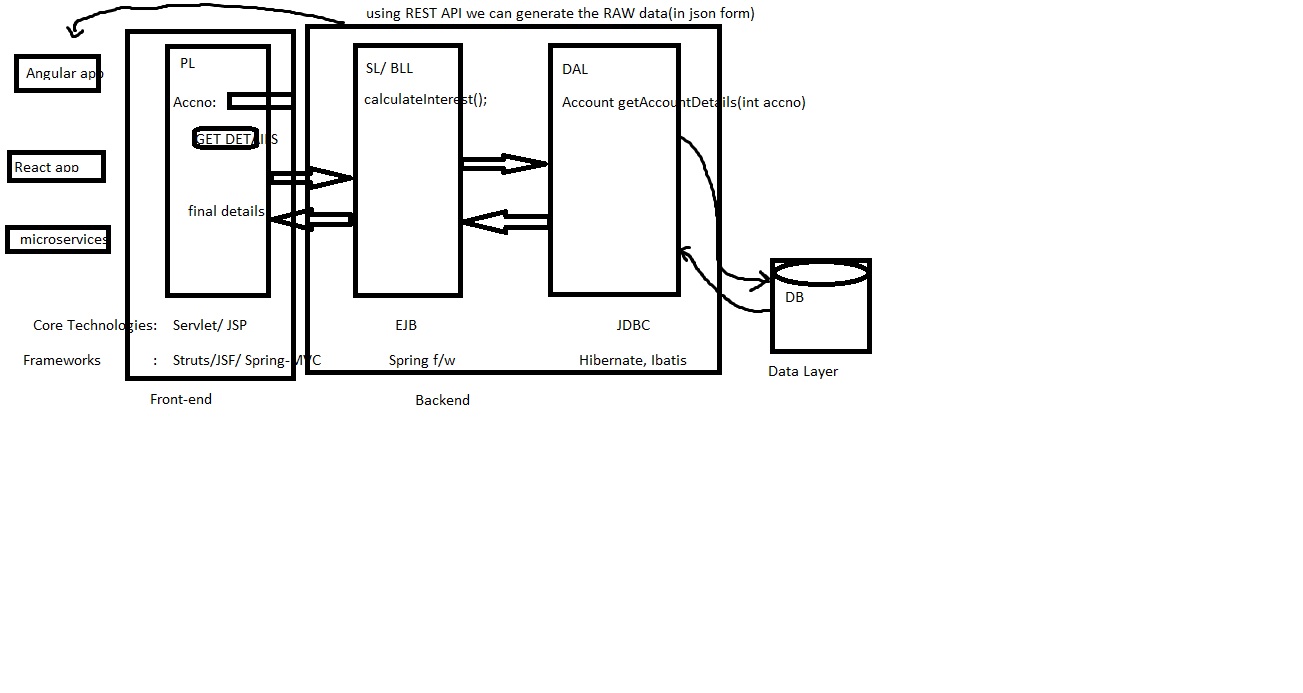 using REST API we can generate the RAW data(in json form)
Angular app
React app
microservices
PL
Accno:
GET DETAILS
final details
SL/ BLL
calculateInterest();
DAL
Account getAccountDetails(int accno)
DB
Data Layer
Core Technologies: Servlet/ JSP EJB JDBC
Frameworks : Struts/JSF/ Spring-MVC Spring f/w Hibernate, Ibatis
Front-end Backend